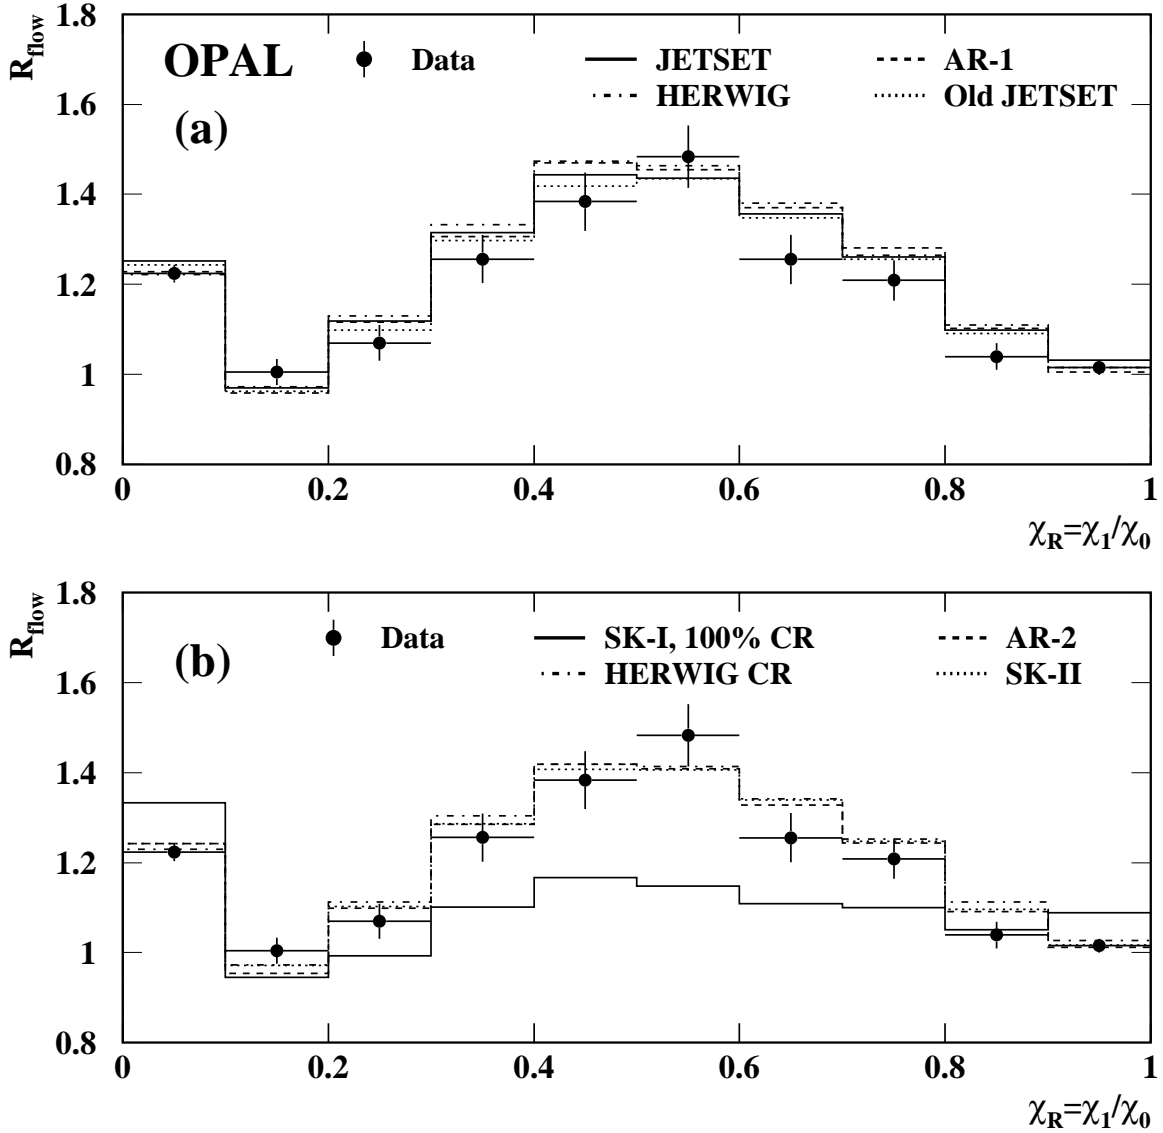 R_flow
1.8
OPAL Data JETSET AR-1
HERWIG Old JETSET
1.6
(a)
1.4
1.2
1
0.8
0 0.2 0.4 0.6 0.8 1
χ_R=χ_1/χ_0
R_flow
1.8
Data SK-I, 100% CR AR-2
(b) HERWIG CR SK-II
1.6
1.4
1.2
1
0.8
0 0.2 0.4 0.6 0.8 1
χ_R=χ_1/χ_0